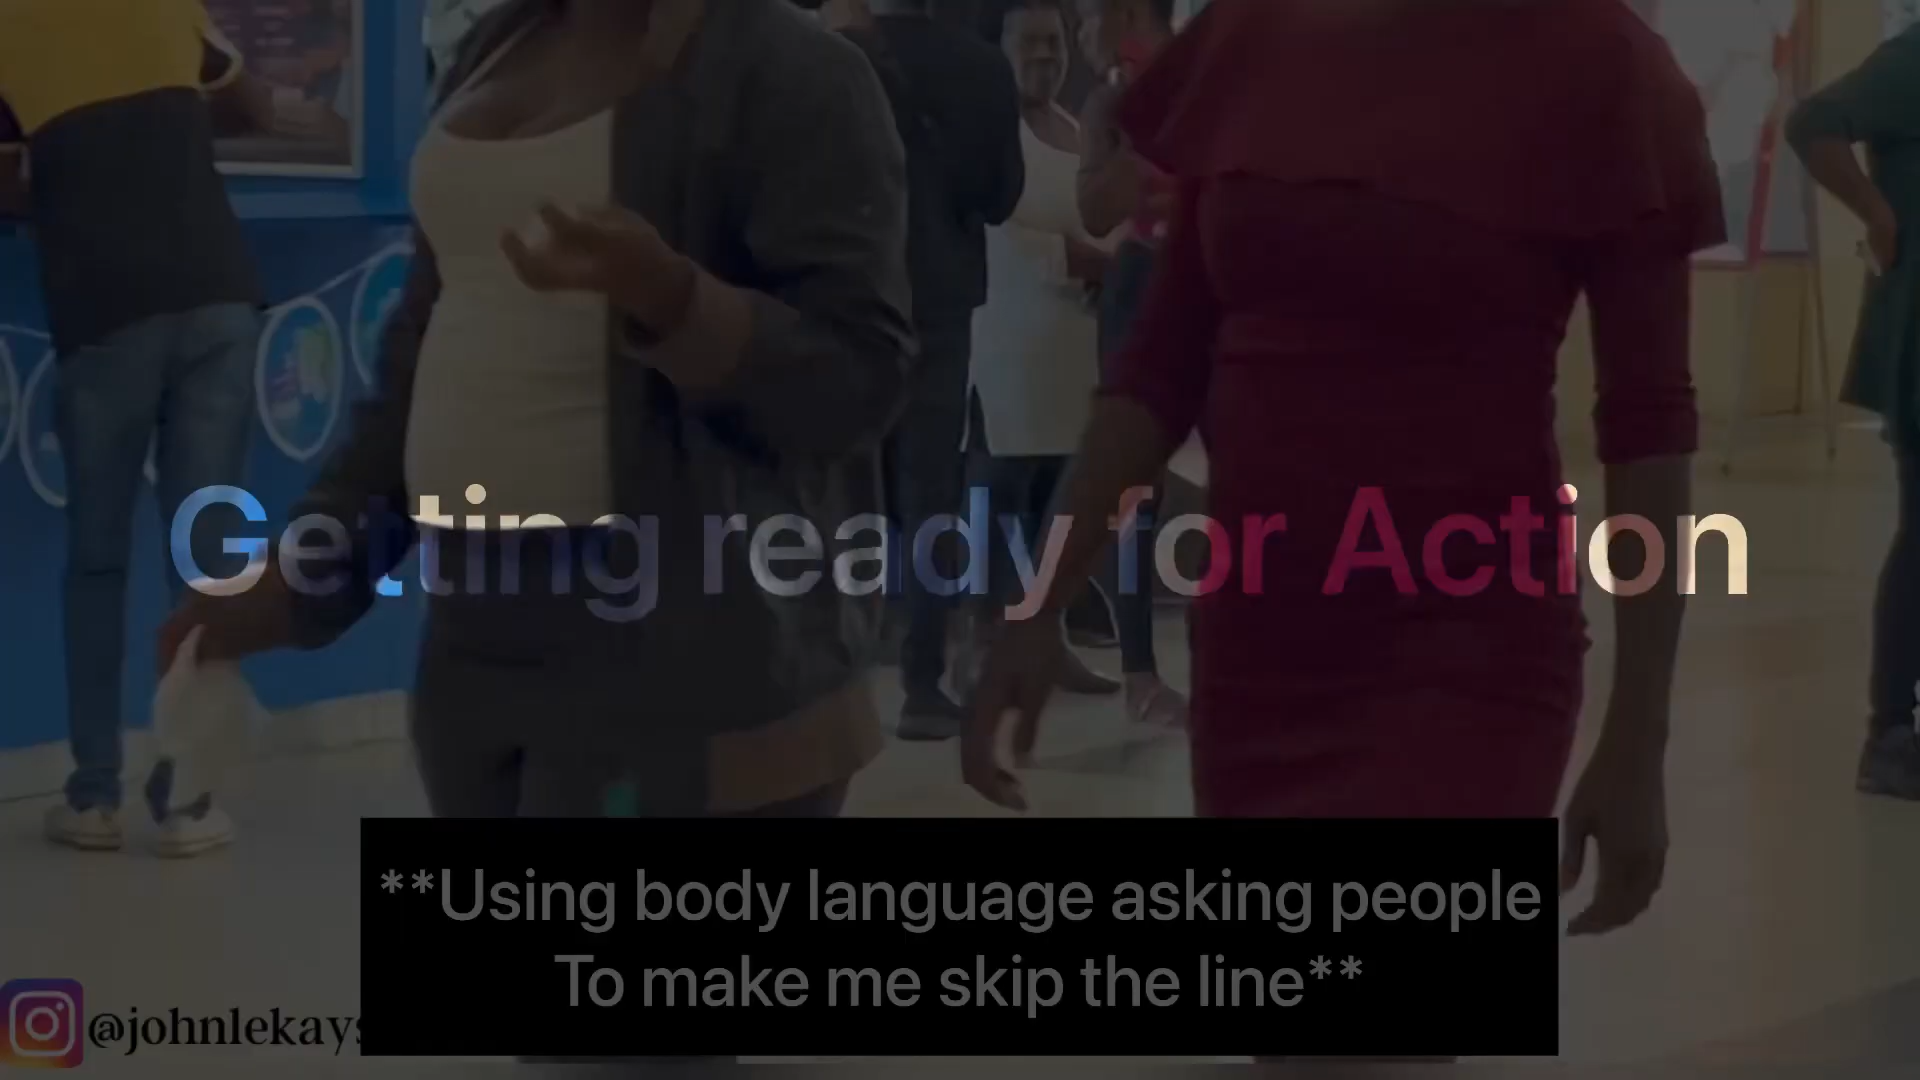 Getting ready for Action
**Using body language asking people
To make me skip the line**
@johnlekays